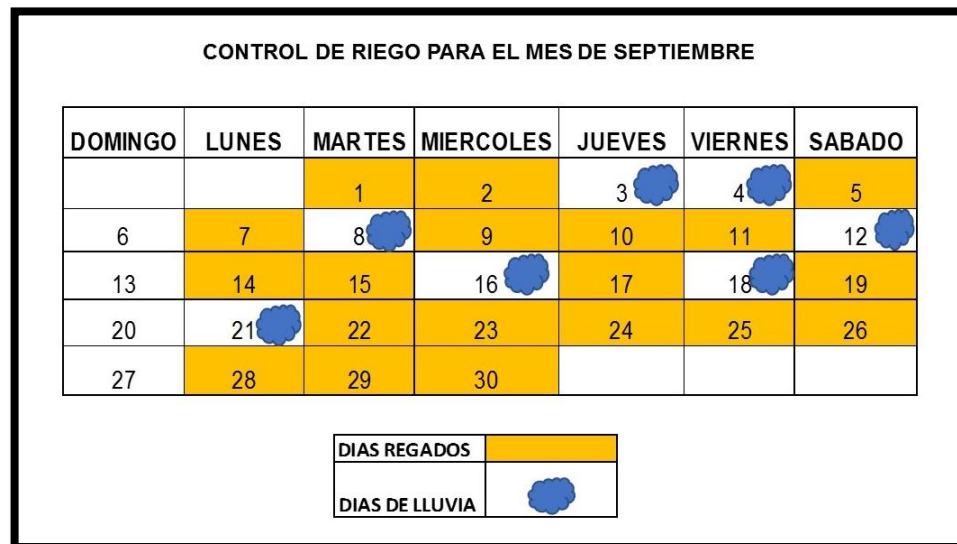 CONTROL DE RIEGO PARA EL MES DE SEPTIEMBRE
DOMINGO LUNES MARTES MIERCOLES JUEVES VIERNES SABADO
1 2 3 4 5
6 7 8 9 10 11 12
13 14 15 16 17 18 19
20 21 22 23 24 25 26
27 28 29 30
DIAS REGADOS
DIAS DE LLUVIA